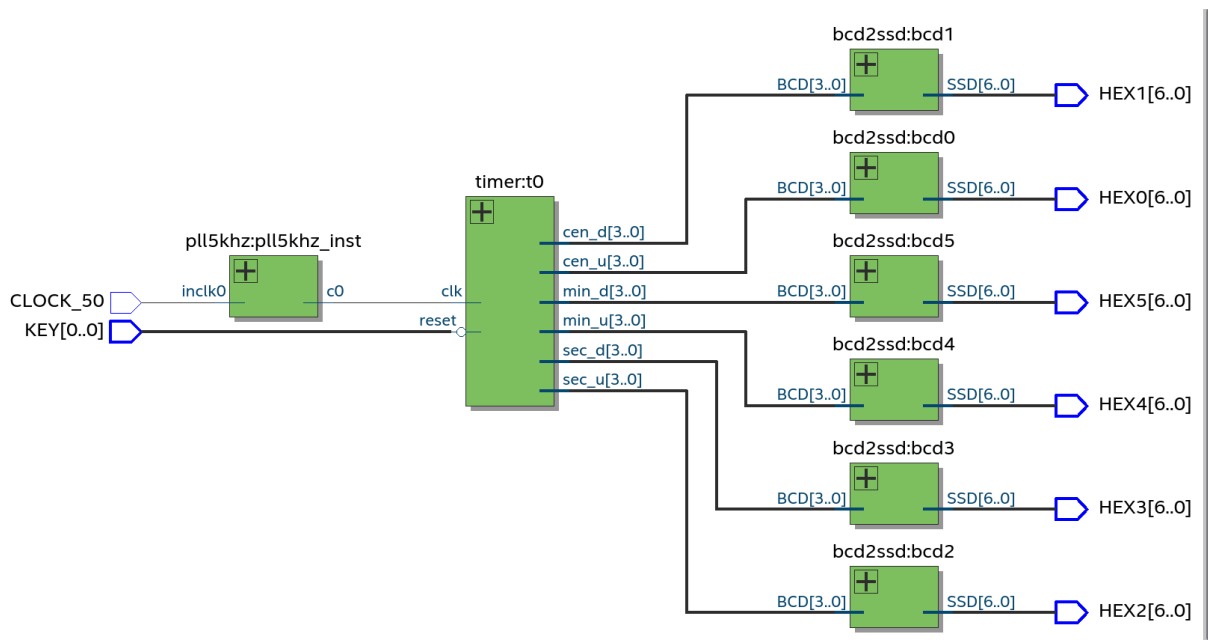 bcd2ssd:bcd1
BCD[3..0] SSD[6..0] HEX1[6..0]
bcd2ssd:bcd0
BCD[3..0] SSD[6..0] HEX0[6..0]
timer:t0
cen_d[3..0]
cen_u[3..0]
min_d[3..0]
min_u[3..0]
sec_d[3..0]
sec_u[3..0]
clk
reset
pll5khz:pll5khz_inst
inclk0 c0
CLOCK_50
KEY[0..0]
bcd2ssd:bcd5
BCD[3..0] SSD[6..0] HEX5[6..0]
bcd2ssd:bcd4
BCD[3..0] SSD[6..0] HEX4[6..0]
bcd2ssd:bcd3
BCD[3..0] SSD[6..0] HEX3[6..0]
bcd2ssd:bcd2
BCD[3..0] SSD[6..0] HEX2[6..0]